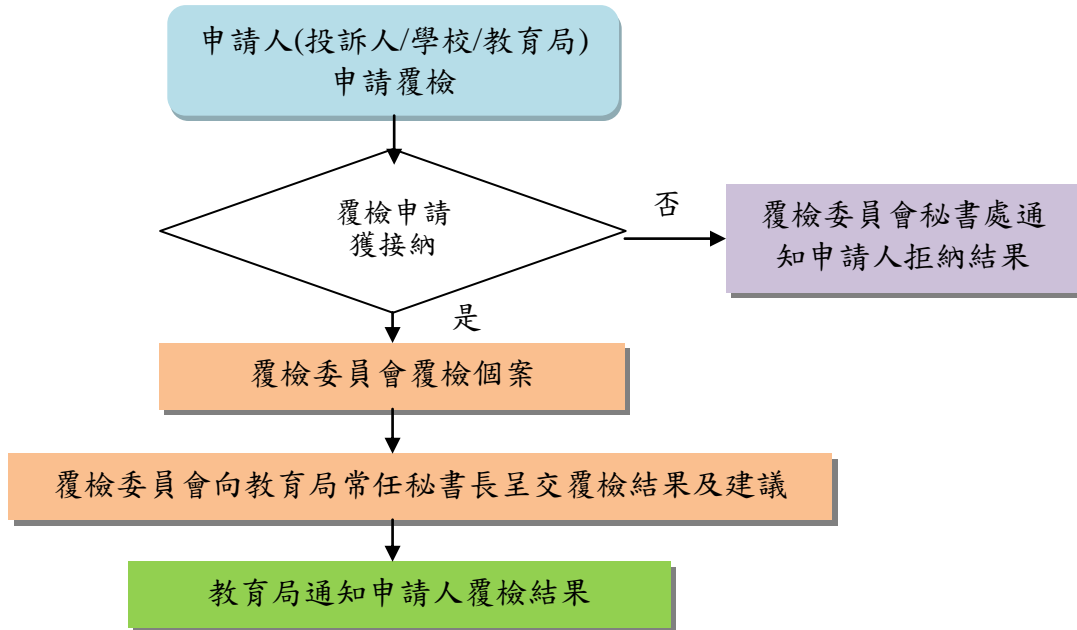 申請人(投訴人/學校/教育局)
申請覆檢
覆檢申請
獲接納
否
覆檢委員會秘書處通
知申請人拒納結果
是
覆檢委員會覆檢個案
覆檢委員會向教育局常任秘書長呈交覆檢結果及建議
教育局通知申請人覆檢結果